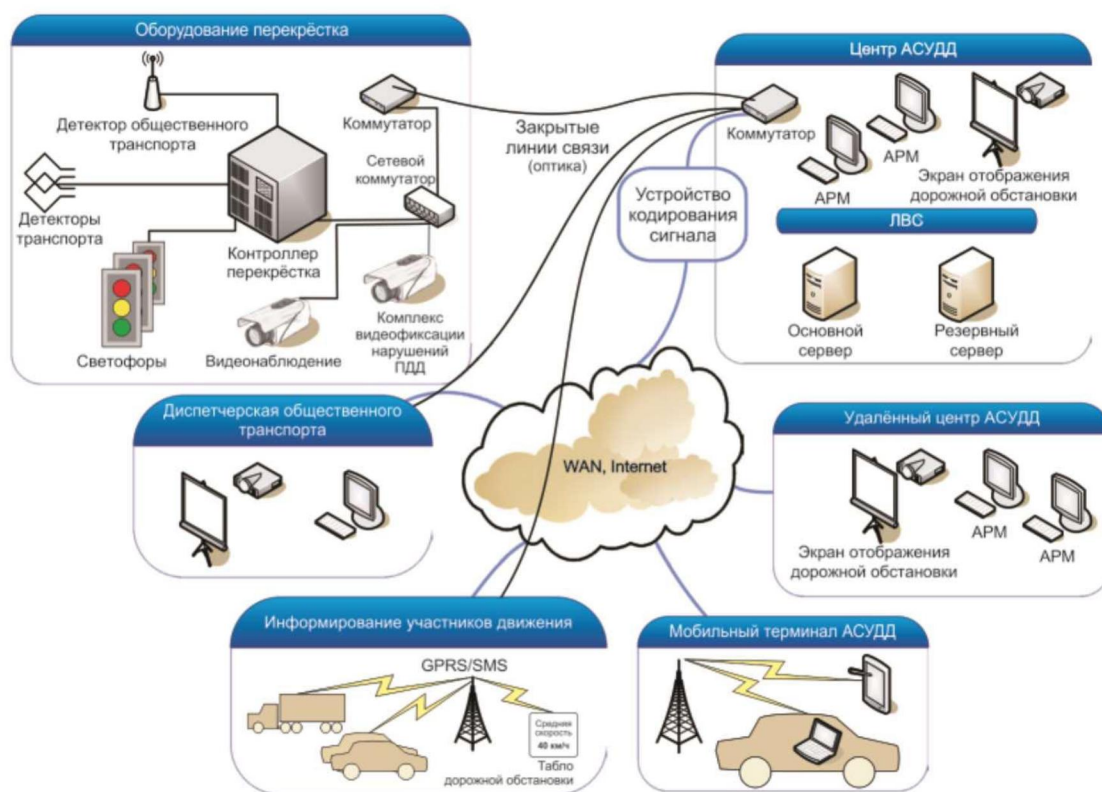 Оборудование перекрёстка
Детектор общественного
транспорта
Коммутатор
Сетевой
коммутатор
Детекторы
транспорта
Контроллер
перекрёстка
Светофоры
Видеонаблюдение
Комплекс
видеофиксации
нарушений
ПДД
Закрытые
линии связи
(оптика)
Центр АСУДД
Коммутатор
АРМ
АРМ
Экран отображения
дорожной обстановки
ЛВС
Основной
сервер
Резервный
сервер
Устройство
кодирования
сигнала
Диспетчерская общественного
транспорта
WAN, Internet
Удалённый центр АСУДД
Экран отображения
дорожной обстановки
АРМ
АРМ
Информирование участников движения
GPRS/SMS
Средняя
скорость
40 км/ч
Табло
дорожной обстановки
Мобильный терминал АСУДД